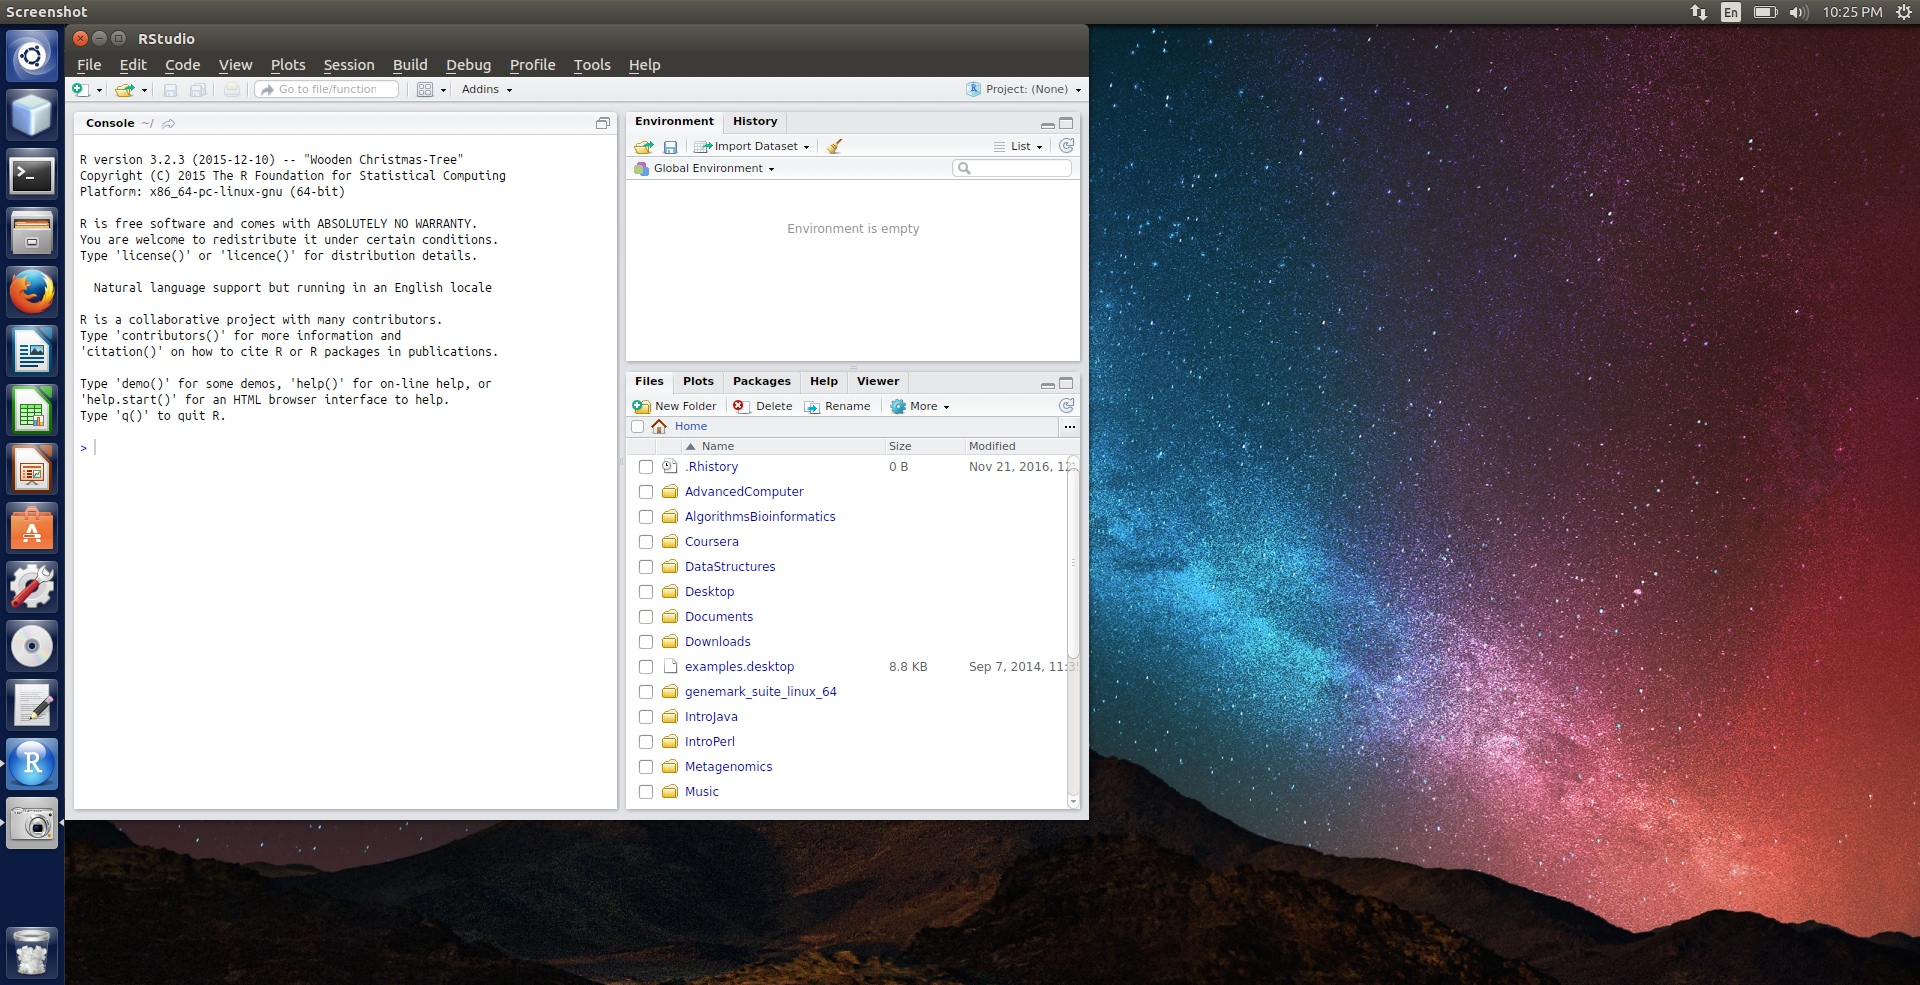 Screenshot
En
10:25 PM
RStudio
File Edit Code View Plots Session Build Debug Profile Tools Help
Go to file/function
Addins
Project: (None)
Console ~/
R version 3.2.3 (2015-12-10) -- "Wooden Christmas-Tree"
Copyright (C) 2015 The R Foundation for Statistical Computing
Platform: x86_64-pc-linux-gnu (64-bit)
R is free software and comes with ABSOLUTELY NO WARRANTY.
You are welcome to redistribute it under certain conditions.
Type 'license()' or 'licence()' for distribution details.
Natural language support but running in an English locale
R is a collaborative project with many contributors.
Type 'contributors()' for more information and
'citation()' on how to cite R or R packages in publications.
Type 'demo()' for some demos, 'help()' for on-line help, or
'help.start()' for an HTML browser interface to help.
Type 'q()' to quit R.
>
Environment History
Import Dataset
List
Global Environment
Environment is empty
Files Plots Packages Help Viewer
New Folder Delete Rename More
Home ...
Name Size Modified
.Rhistory 0 B Nov 21, 2016, 12
AdvancedComputer
AlgorithmsBioinformatics
Coursera
DataStructures
Desktop
Documents
Downloads
examples.desktop 8.8 KB Sep 7, 2014, 11:3
genemark_suite_linux_64
IntroJava
IntroPerl
Metagenomics
Music
R